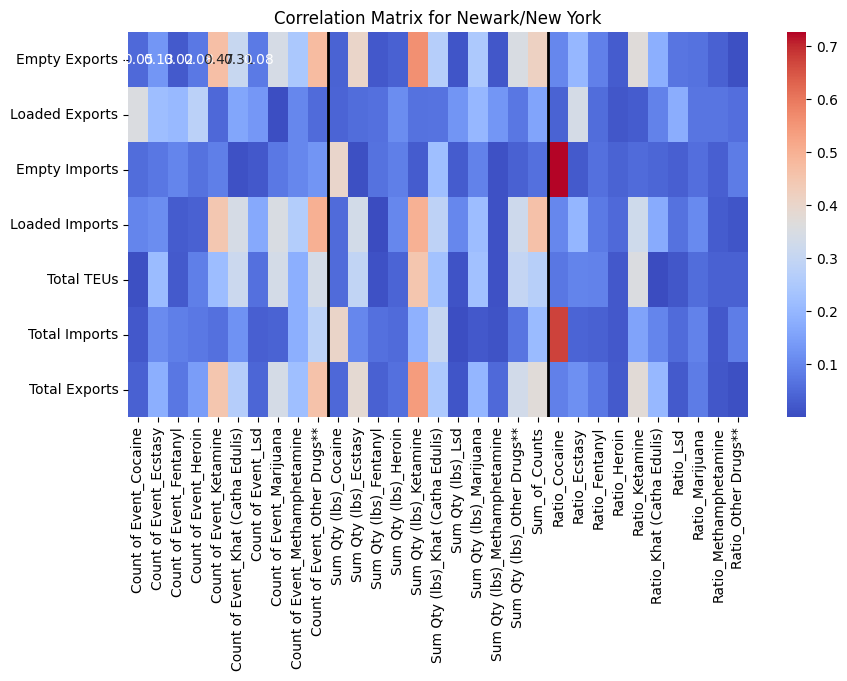 Correlation Matrix for Newark/New York
Empty Exports
Loaded Exports
Empty Imports
Loaded Imports
Total TEUs
Total Imports
Total Exports
0.7
0.6
0.5
0.4
0.3
0.2
0.1
Count of Event_Cocaine
Count of Event_Ecstasy
Count of Event_Fentanyl
Count of Event_Heroin
Count of Event_Ketamine
Count of Event_Khat (Catha Edulis)
Count of Event_Lsd
Count of Event_Marijuana
Count of Event_Methamphetamine
Count of Event_Other Drugs**
Sum Qty (lbs)_Cocaine
Sum Qty (lbs)_Ecstasy
Sum Qty (lbs)_Fentanyl
Sum Qty (lbs)_Heroin
Sum Qty (lbs)_Ketamine
Sum Qty (lbs)_Khat (Catha Edulis)
Sum Qty (lbs)_Lsd
Sum Qty (lbs)_Marijuana
Sum Qty (lbs)_Methamphetamine
Sum Qty (lbs)_Other Drugs**
Sum_of_Counts
Ratio_Cocaine
Ratio_Ecstasy
Ratio_Fentanyl
Ratio_Heroin
Ratio_Ketamine
Ratio_Khat (Catha Edulis)
Ratio_Lsd
Ratio_Marijuana
Ratio_Methamphetamine
Ratio_Other Drugs**